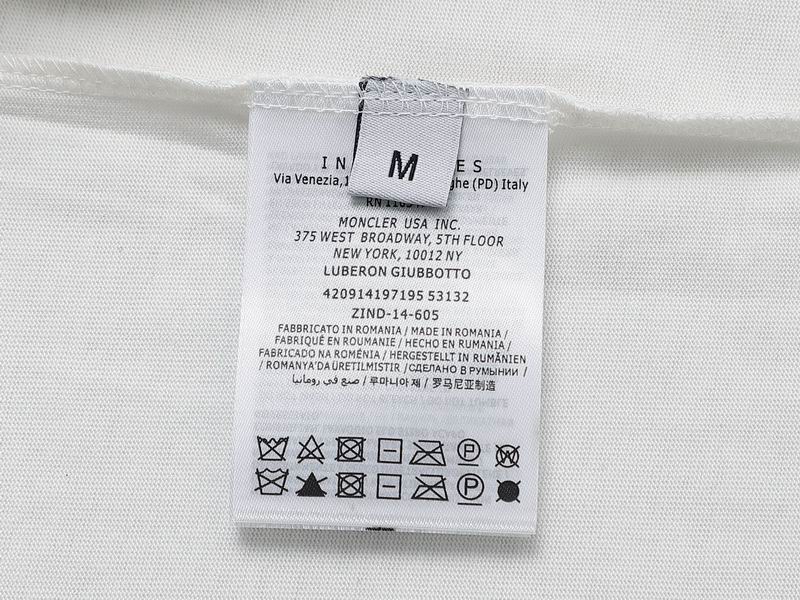 M
IN ES
Via Venezia,1 ghe (PD) Italy
MONCLER USA INC.
375 WEST BROADWAY, 5TH FLOOR
NEW YORK, 10012 NY
LUBERON GIUBBOTTO
420914197195 53132
ZIND-14-605
FABBRICATO IN ROMANIA / MADE IN ROMANIA /
FABRIQUÉ EN ROUMANIE / HECHO EN RUMANIA /
FABRICADO NA ROMÉNIA / HERGESTELLT IN RUMÄNIEN
/ ROMANYA'DA ÜRETILMISTIR / СДЕЛАНО В РУМЫНИИ /
صنع في رومانيا / 루마니아 제 / 罗马尼亚制造
P W
P